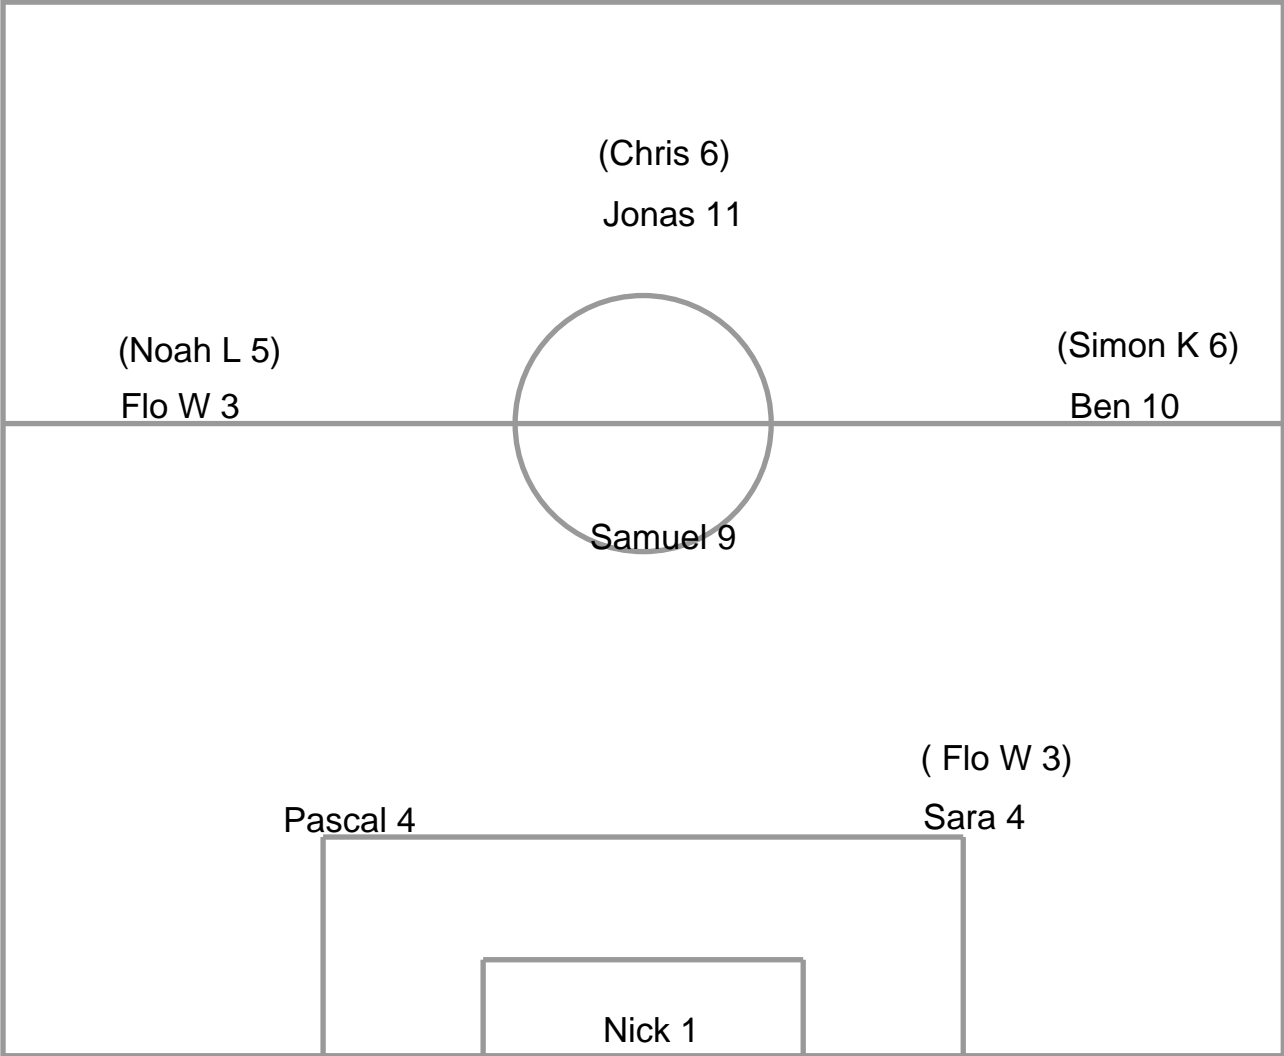 (Chris 6)
Jonas 11
(Noah L 5)
(Simon K 6)
Flo W 3
Ben 10
Samuel 9
( Flo W 3)
Pascal 4
Sara 4
Nick 1